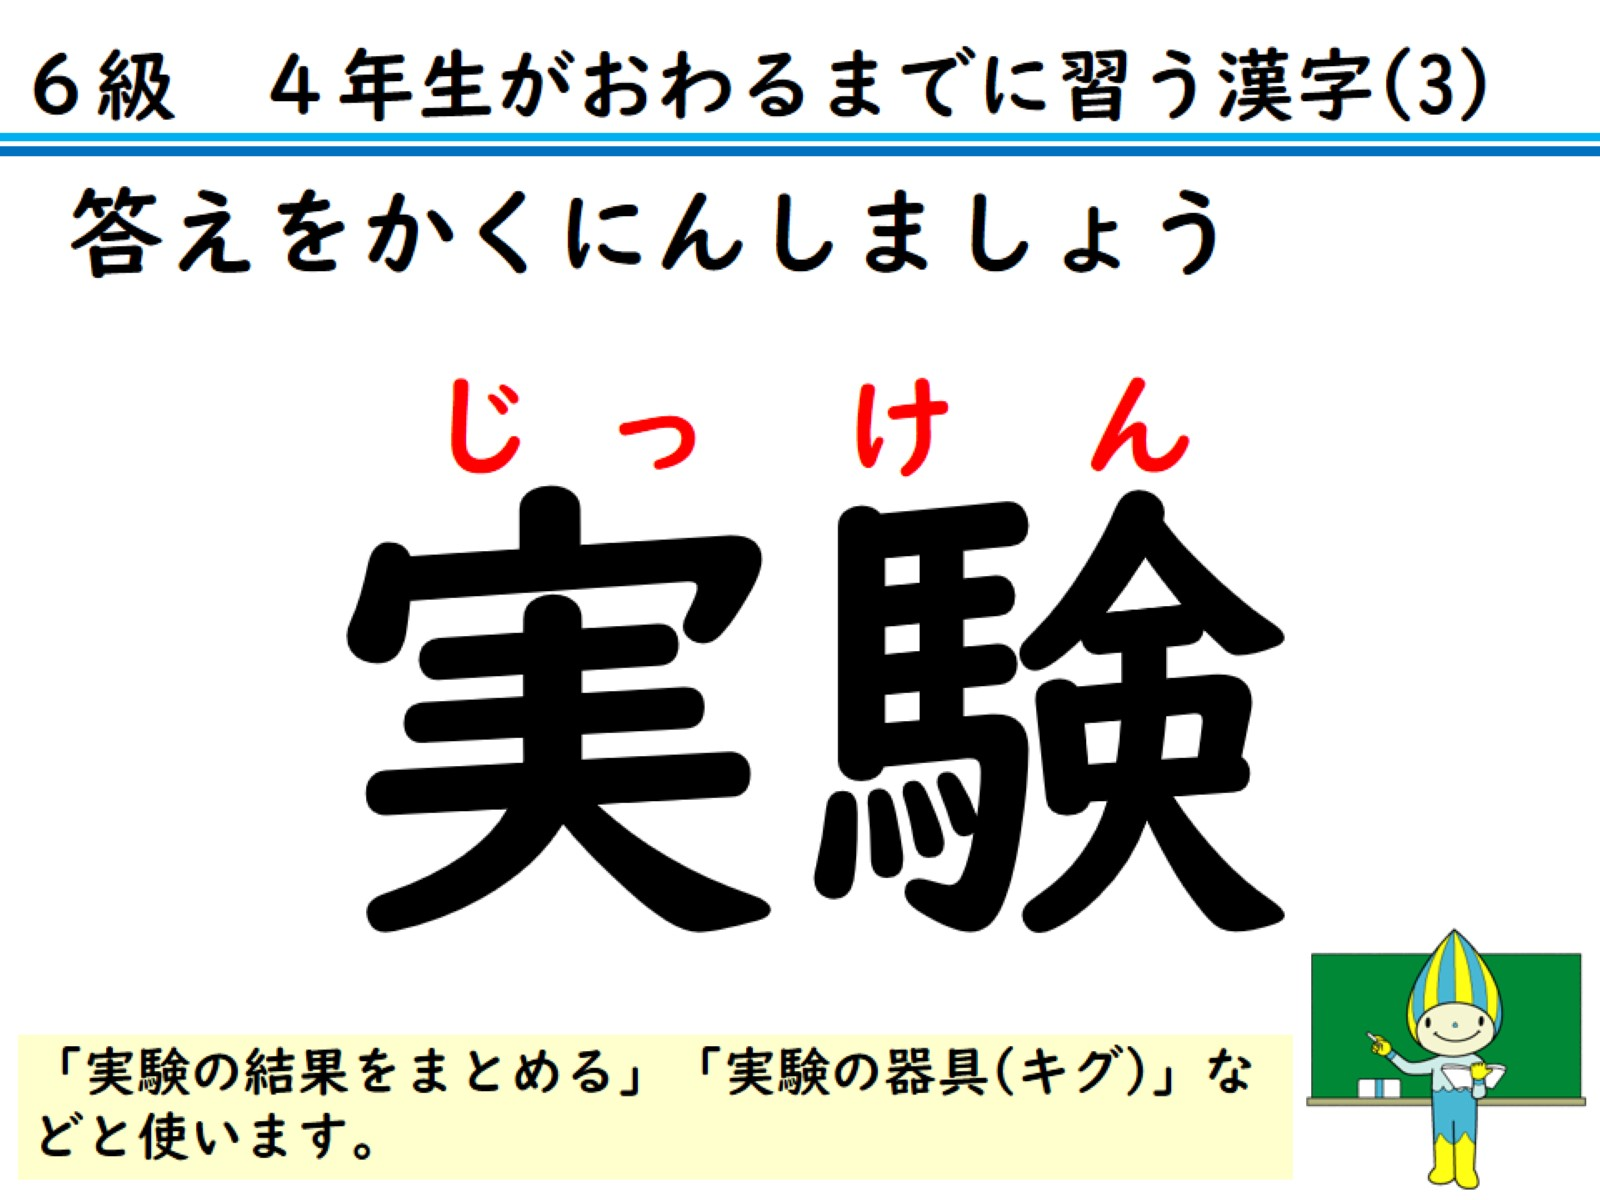 ６級　４年生がおわるまでに習う漢字(3)
答えをかくにんしましょう
じっけん
実験
「実験の結果をまとめる」「実験の器具(キグ)」な
どと使います。